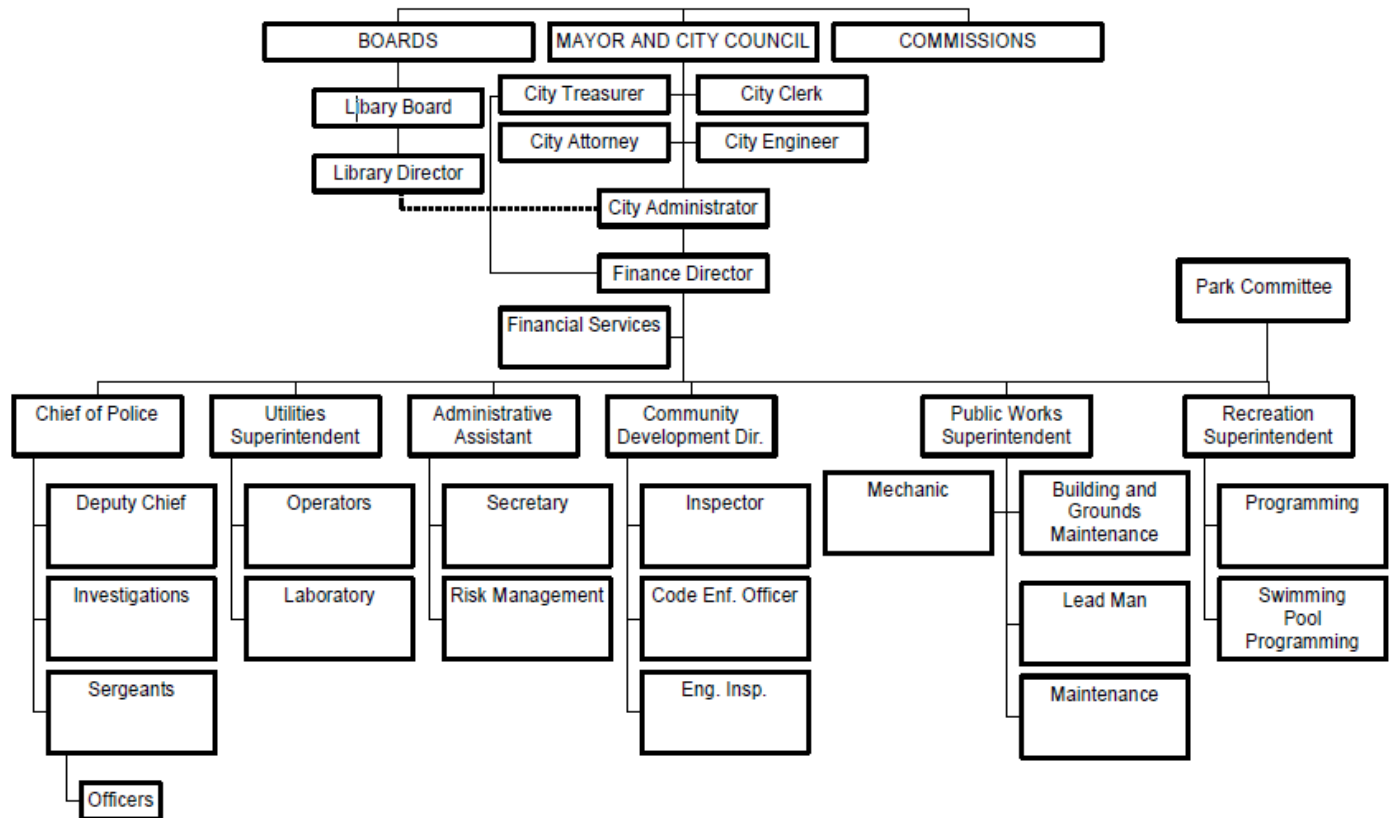 BOARDS
MAYOR AND CITY COUNCIL
COMMISSIONS
City Treasurer
City Clerk
Libary Board
City Attorney
City Engineer
Library Director
City Administrator
Finance Director
Park Committee
Financial Services
Chief of Police
Utilities
Superintendent
Administrative
Assistant
Community
Development Dir.
Public Works
Superintendent
Recreation
Superintendent
Deputy Chief
Operators
Secretary
Inspector
Mechanic
Building and
Grounds
Maintenance
Programming
Investigations
Laboratory
Risk Management
Code Enf. Officer
Lead Man
Swimming
Pool
Programming
Sergeants
Eng. Insp.
Maintenance
Officers